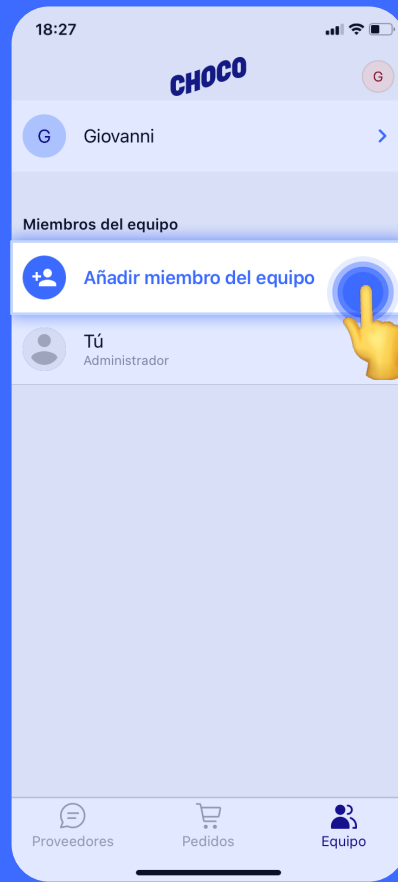 18:27
CHOCO
G
G
Giovanni
Miembros del equipo
Añadir miembro del equipo
Tú
Administrador
Proveedores
Pedidos
Equipo